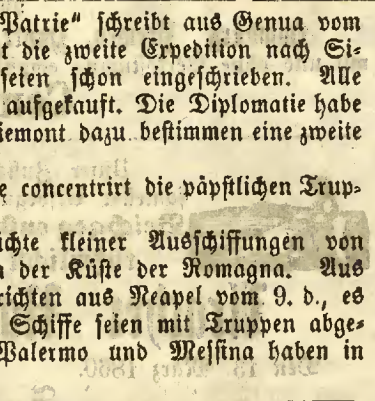 Patrie“ ſchreibt aus Genua vom
t die zweite Expedition nach Si-
ſeien ſchon eingeſchrieben. Alle
aufgekauft. Die Diplomatie habe
iemont dazu beſtimmen eine zweite
e concentrirt die päpſtlichen Trup-
ichte kleiner Ausſchiffungen von
der Küſte der Romagna. Aus
richten aus Neapel vom 9. d., es
Schiffe ſeien mit Truppen abge-
Palermo und Meſſina haben in